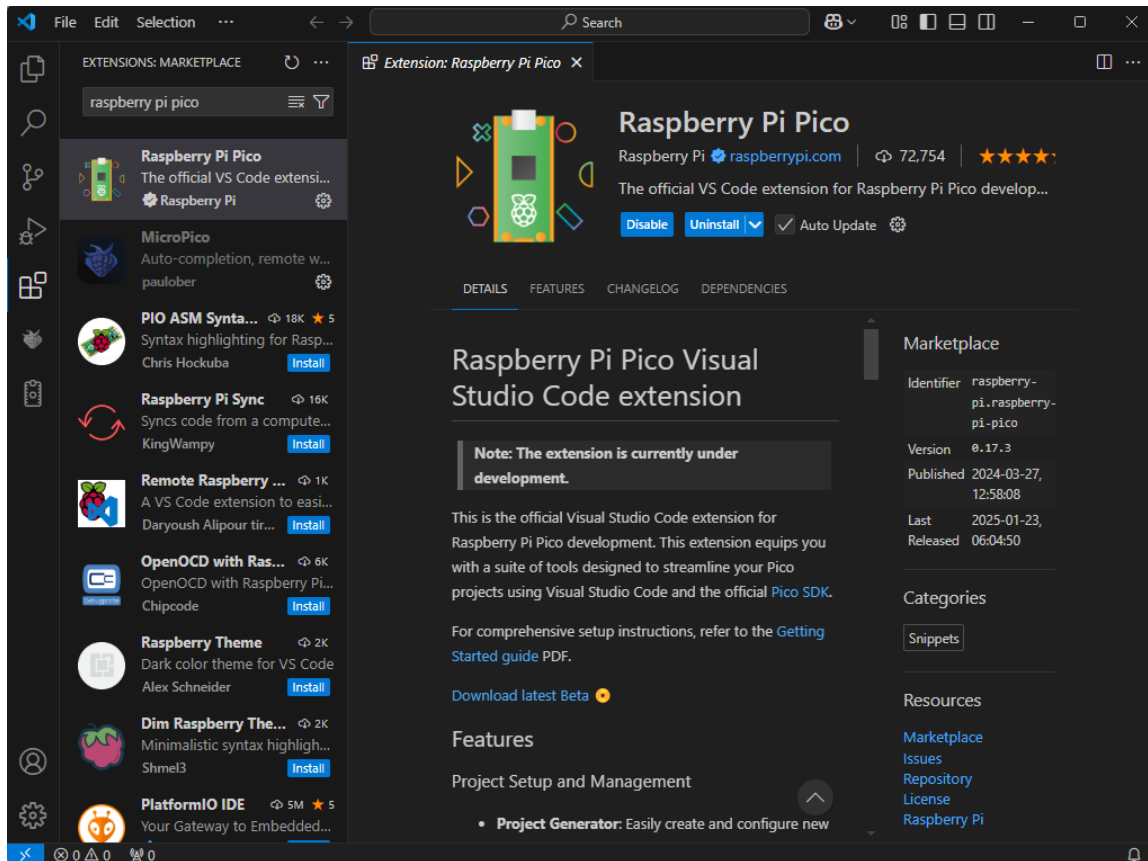 File Edit Selection ··· Search
EXTENSIONS: MARKETPLACE ···
raspberry pi pico
Raspberry Pi Pico
The official VS Code extensi...
Raspberry Pi
MicroPico
Auto-completion, remote w...
paulober
PIO ASM Synta... 18K ★ 5
Syntax highlighting for Rasp...
Chris Hockuba Install
Raspberry Pi Sync 16K
Syncs code from a compute...
KingWampy Install
Remote Raspberry ... 1K
A VS Code extension to easi...
Daryoush Alipour tir... Install
OpenOCD with Ras... 6K
OpenOCD with Raspberry Pi...
Chipcode Install
Raspberry Theme 2K
Dark color theme for VS Code
Alex Schneider Install
Dim Raspberry The... 2K
Minimalistic syntax highligh...
Shmel3 Install
PlatformIO IDE 5M ★ 5
Your Gateway to Embedded...
Extension: Raspberry Pi Pico
Raspberry Pi Pico
Raspberry Pi raspberrypi.com 72,754
The official VS Code extension for Raspberry Pi Pico develop...
Disable Uninstall Auto Update
DETAILS FEATURES CHANGELOG DEPENDENCIES
Raspberry Pi Pico Visual
Studio Code extension
Note: The extension is currently under
development.
This is the official Visual Studio Code extension for
Raspberry Pi Pico development. This extension equips you
with a suite of tools designed to streamline your Pico
projects using Visual Studio Code and the official Pico SDK.
For comprehensive setup instructions, refer to the Getting
Started guide PDF.
Download latest Beta
Features
Project Setup and Management
• Project Generator: Easily create and configure new
Marketplace
Identifier raspberry-
pi.raspberry-
pi-pico
Version 0.17.3
Published 2024-03-27,
12:58:08
Last 2025-01-23,
Released 06:04:50
Categories
Snippets
Resources
Marketplace
Issues
Repository
License
Raspberry Pi
0 0 0